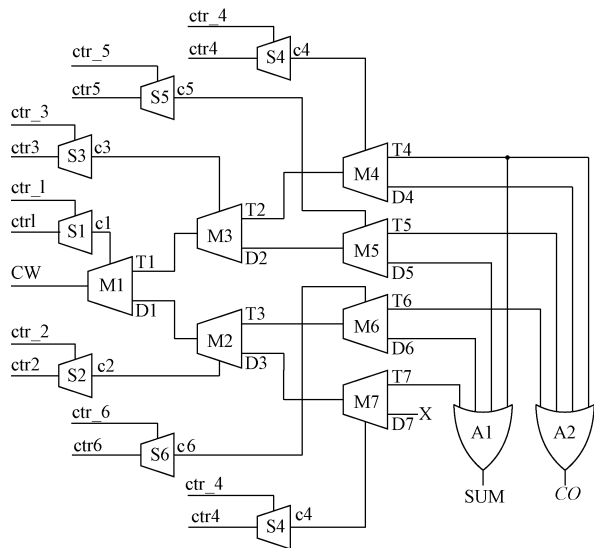 ctr_4
ctr4 S4 c4
ctr_5
ctr5 S5 c5
ctr_3
ctr3 S3 c3
T4
M4
D4
ctr_l
ctrl S1 c1
T2
M3
D2
T5
M5
D5
CW M1 T1
D1
T6
M6
D6
T3
M2
D3
ctr_2
ctr2 S2 c2
T7
M7
D7 X
ctr_6
ctr6 S6 c6
A1 A2
ctr_4
ctr4 S4 c4
SUM CO